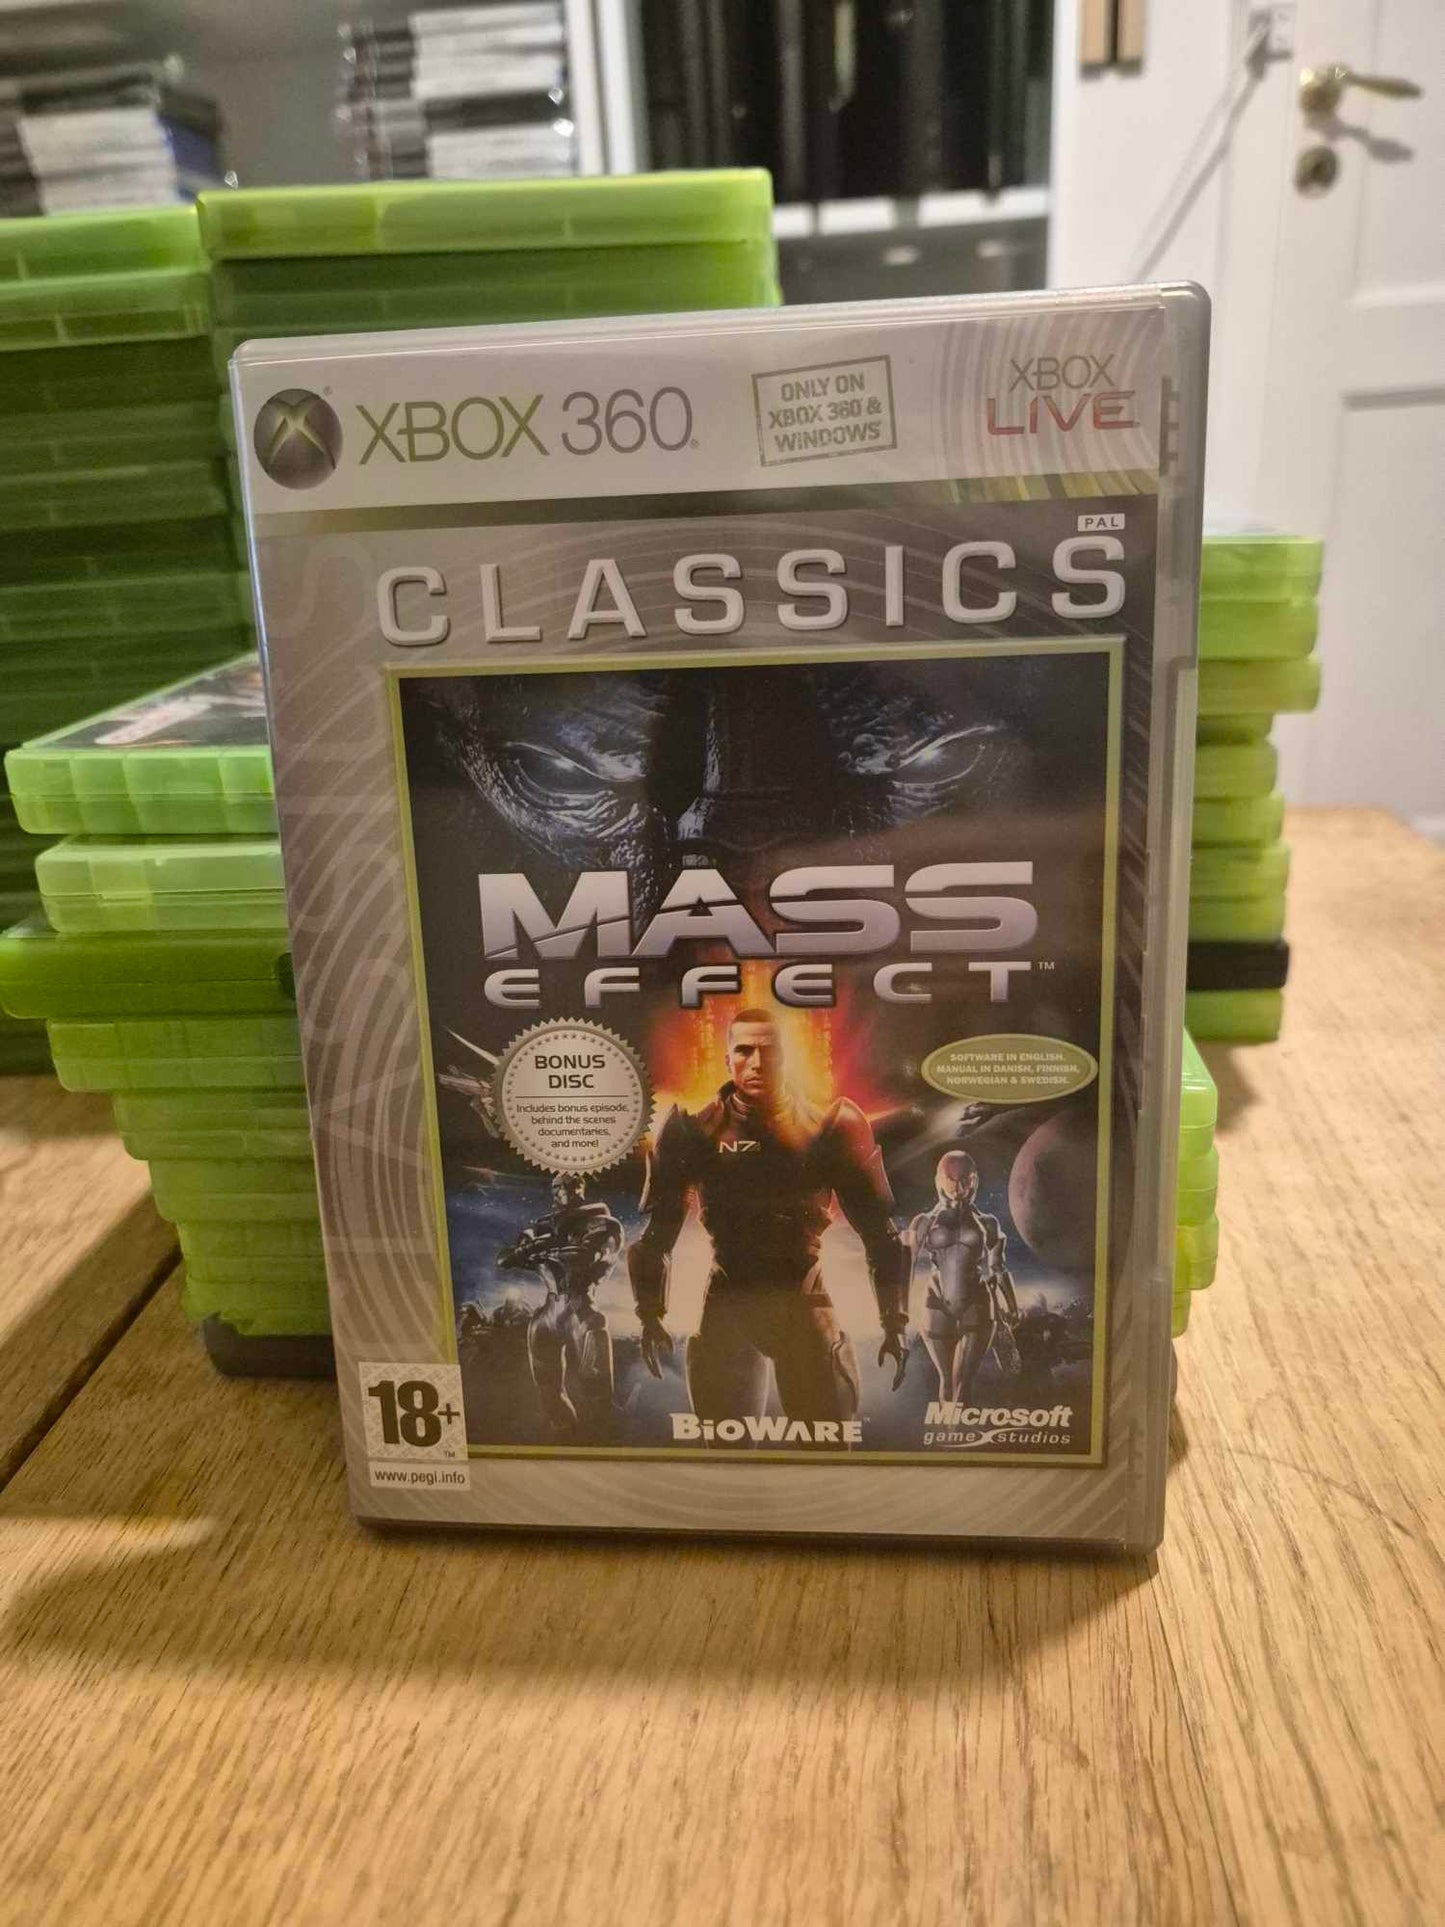 XBOX 360
ONLY ON
XBOX 360 &
WINDOWS
XBOX
LIVE
PAL
CLASSICS
MASS
EFFECT™
BONUS
DISC
Includes bonus episode,
behind the scenes
documentaries,
and more!
SOFTWARE IN ENGLISH.
MANUAL IN DANISH, FINNISH,
NORWEGIAN & SWEDISH.
N7
18+
www.pegi.info
BIOWARE
Microsoft
game studios